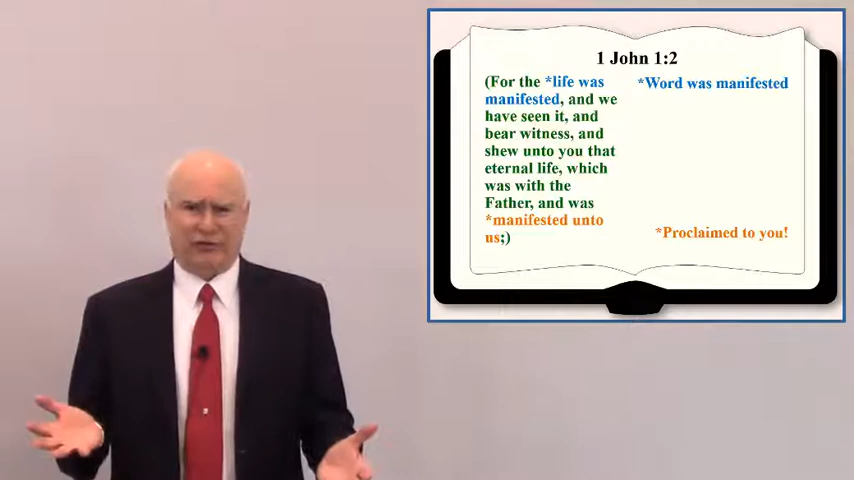 1 John 1:2
(For the *life was
manifested, and we
have seen it, and
bear witness, and
shew unto you that
eternal life, which
was with the
Father, and was
*manifested unto
us;)
*Word was manifested
*Proclaimed to you!